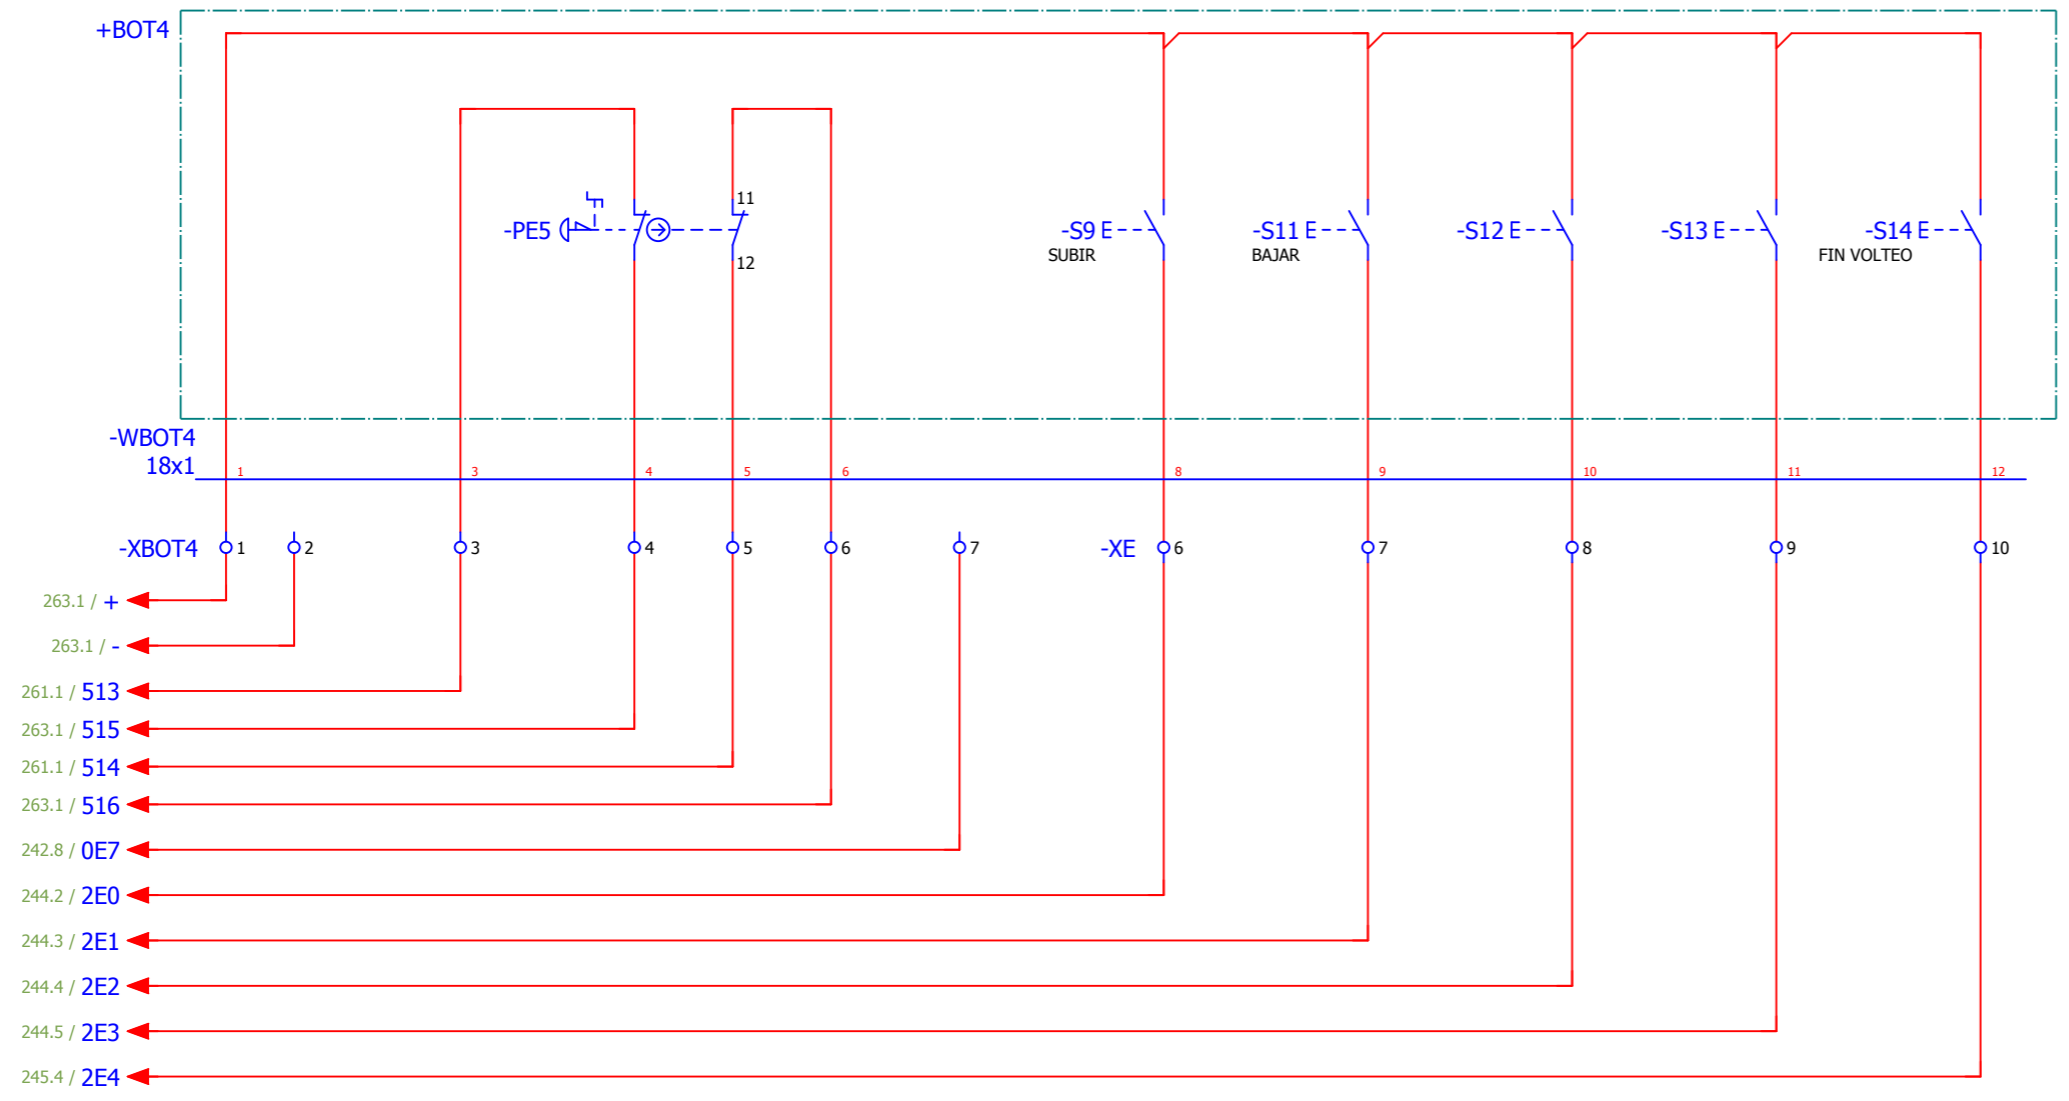 +BOT4
11
-PE5
12
-S9 E
SUBIR
-S11 E
BAJAR
-S12 E
-S13 E
-S14 E
FIN VOLTEO
-WBOT4
18x1
1 3 4 5 6 8 9 10 11 12
-XBOT4 1 2 3 4 5 6 7 -XE 6 7 8 9 10
263.1 / +
263.1 / -
261.1 / 513
263.1 / 515
261.1 / 514
263.1 / 516
242.8 / 0E7
244.2 / 2E0
244.3 / 2E1
244.4 / 2E2
244.5 / 2E3
245.4 / 2E4